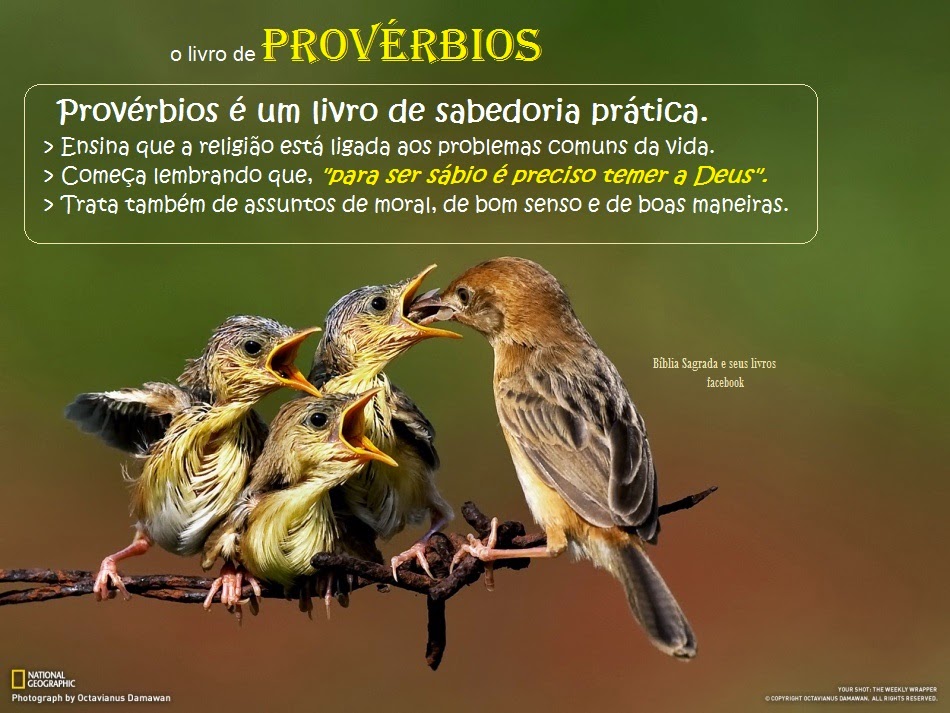 o livro de PROVÉRBIOS
Provérbios é um livro de sabedoria prática.
> Ensina que a religião está ligada aos problemas comuns da vida.
> Começa lembrando que, "para ser sábio é preciso temer a Deus".
> Trata também de assuntos de moral, de bom senso e de boas maneiras.
Bíblia Sagrada e seus livros
facebook
NATIONAL
GEOGRAPHIC
Photograph by Octavianus Damawan
YOUR SHOT: THE WEEKLY WRAPPER
© COPYRIGHT OCTAVIANUS DAMAWAN. ALL RIGHTS RESERVED.